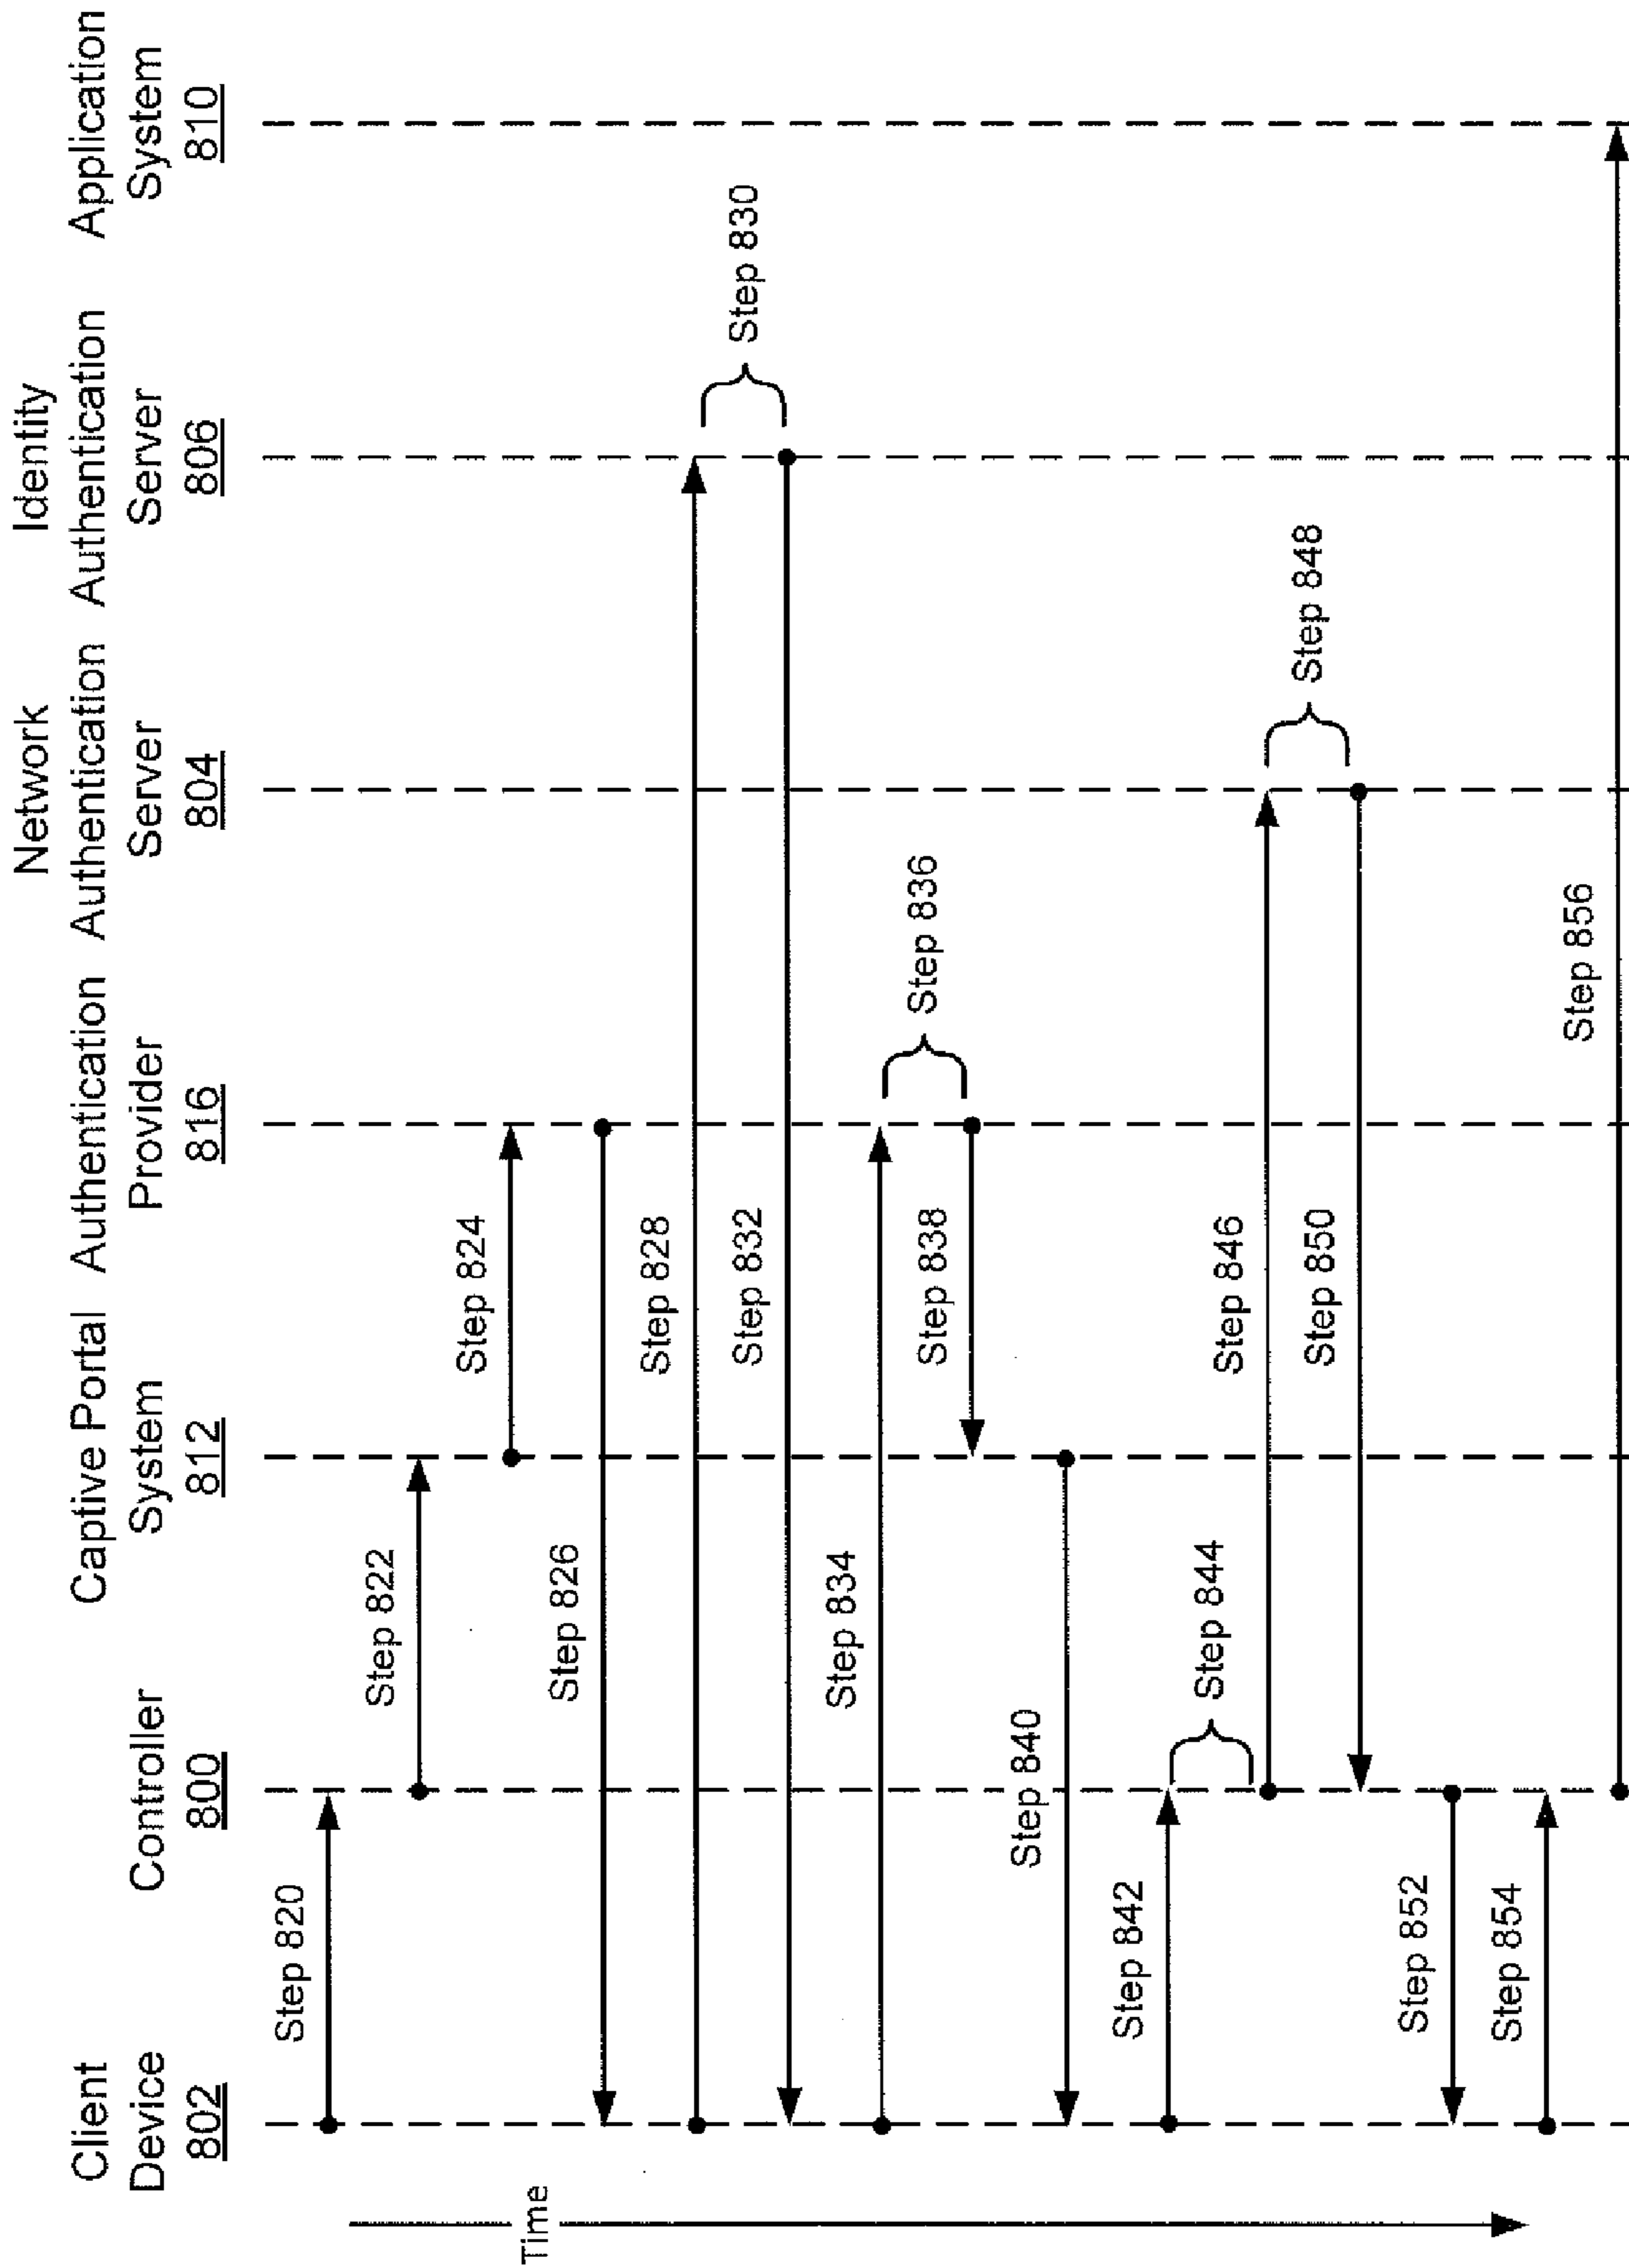 Client
Device
802
Controller
800
Captive Portal
System
812
Authentication
Provider
816
Network
Authentication
Server
804
Identity
Authentication
Server
806
Application
System
810
Time
Step 820
Step 822
Step 824
Step 826
Step 828
Step 830
Step 832
Step 834
Step 836
Step 838
Step 840
Step 842
Step 844
Step 846
Step 848
Step 850
Step 852
Step 854
Step 856